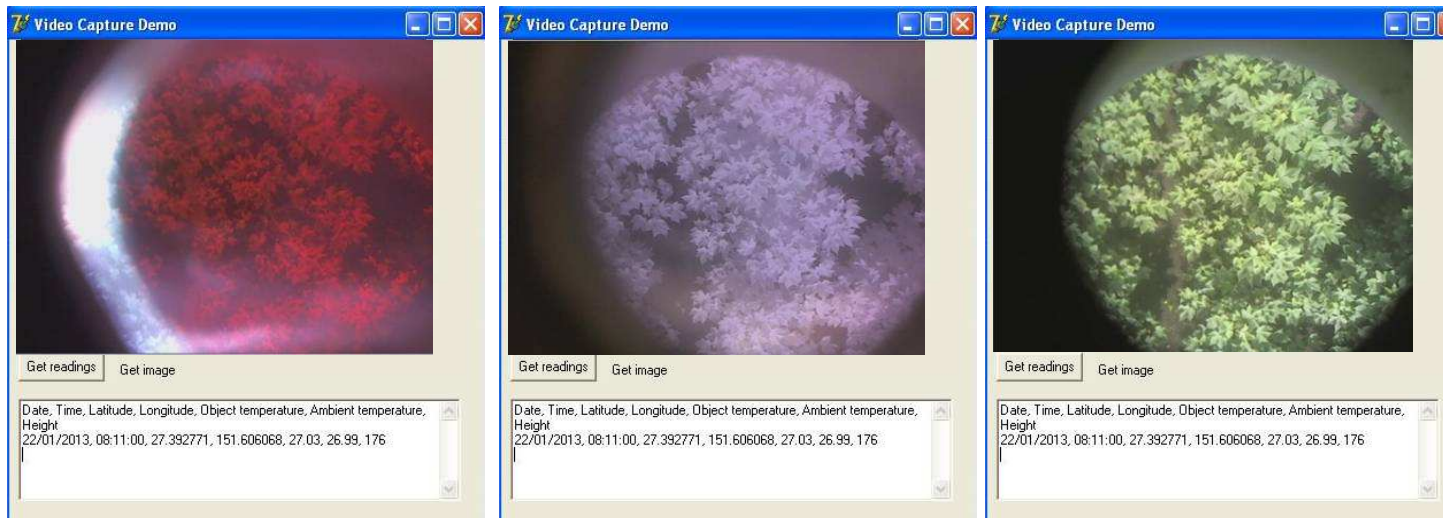 Video Capture Demo
Get readings
Get image
Date, Time, Latitude, Longitude, Object temperature, Ambient temperature,
Height
22/01/2013, 08:11:00, 27.392771, 151.606068, 27.03, 26.99, 176
Video Capture Demo
Get readings
Get image
Date, Time, Latitude, Longitude, Object temperature, Ambient temperature,
Height
22/01/2013, 08:11:00, 27.392771, 151.606068, 27.03, 26.99, 176
Video Capture Demo
Get readings
Get image
Date, Time, Latitude, Longitude, Object temperature, Ambient temperature,
Height
22/01/2013, 08:11:00, 27.392771, 151.606068, 27.03, 26.99, 176